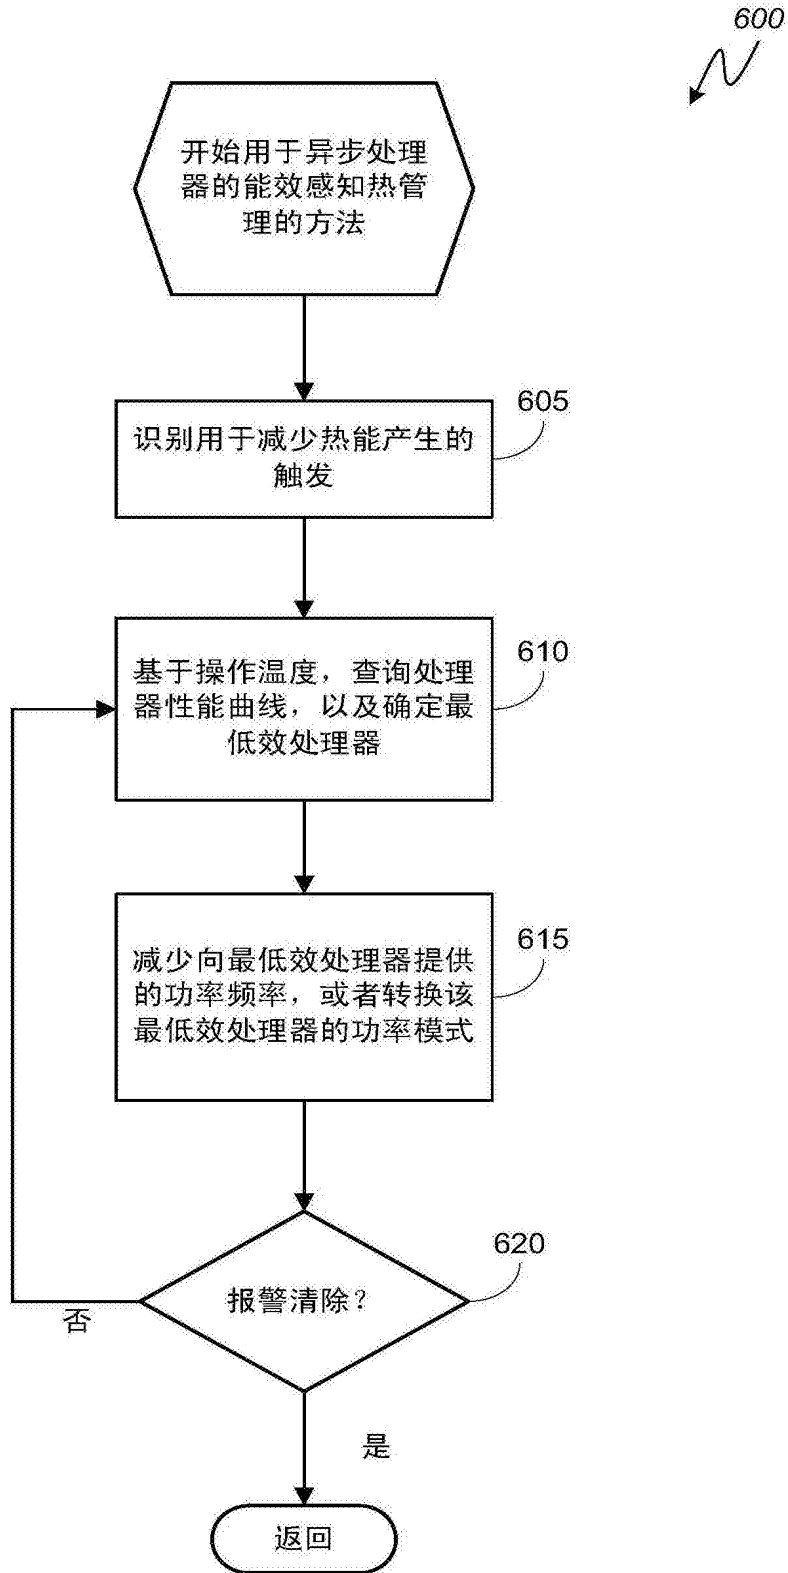 600
开始用于异步处理
器的能效感知热管
理的方法
605
识别用于减少热能产生的
触发
610
基于操作温度，查询处理
器性能曲线，以及确定最
低效处理器
615
减少向最低效处理器提供
的功率频率，或者转换该
最低效处理器的功率模式
620
报警清除？
否
是
返回